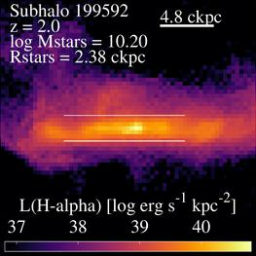 Subhalo 199592
z = 2.0
log Mstars = 10.20
Rstars = 2.38 ckpc
4.8 ckpc
L(H-alpha) [log erg s⁻¹ kpc⁻²]
37 38 39 40